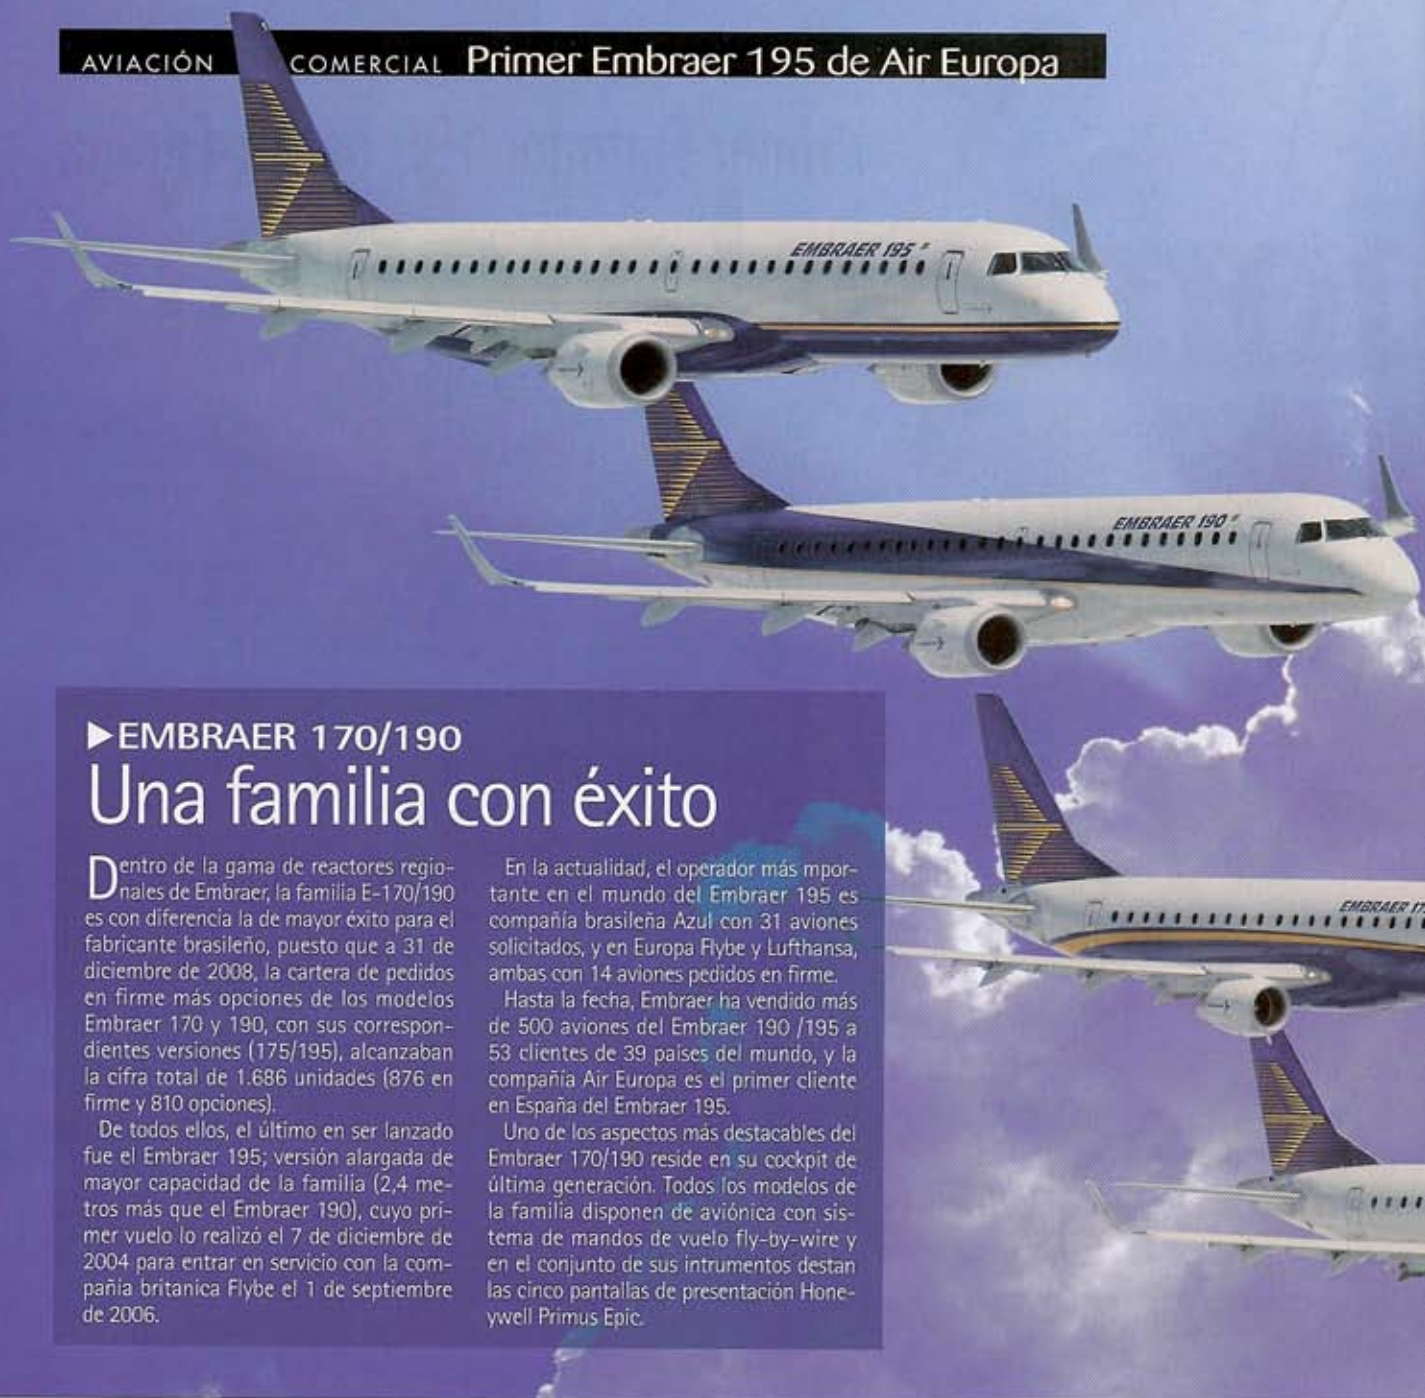 AVIACIÓN COMERCIAL Primer Embraer 195 de Air Europa
EMBRAER 195
EMBRAER 190
▶EMBRAER 170/190
Una familia con éxito
Dentro de la gama de reactores regio-
nales de Embraer, la familia E-170/190
es con diferencia la de mayor éxito para el
fabricante brasileño, puesto que a 31 de
diciembre de 2008, la cartera de pedidos
en firme más opciones de los modelos
Embraer 170 y 190, con sus correspon-
dientes versiones (175/195), alcanzaban
la cifra total de 1.686 unidades (876 en
firme y 810 opciones).
De todos ellos, el último en ser lanzado
fue el Embraer 195; versión alargada de
mayor capacidad de la familia (2,4 me-
tros más que el Embraer 190), cuyo pri-
mer vuelo lo realizó el 7 de diciembre de
2004 para entrar en servicio con la com-
pañia britanica Flybe el 1 de septiembre
de 2006.
En la actualidad, el operador más mpor-
tante en el mundo del Embraer 195 es
compañía brasileña Azul con 31 aviones
solicitados, y en Europa Flybe y Lufthansa,
ambas con 14 aviones pedidos en firme.
Hasta la fecha, Embraer ha vendido más
de 500 aviones del Embraer 190 /195 a
53 clientes de 39 países del mundo, y la
compañía Air Europa es el primer cliente
en España del Embraer 195.
Uno de los aspectos más destacables del
Embraer 170/190 reside en su cockpit de
última generación. Todos los modelos de
la familia disponen de aviónica con sis-
tema de mandos de vuelo fly-by-wire y
en el conjunto de sus intrumentos destan
las cinco pantallas de presentación Hone-
ywell Primus Epic.
EMBRAER 17